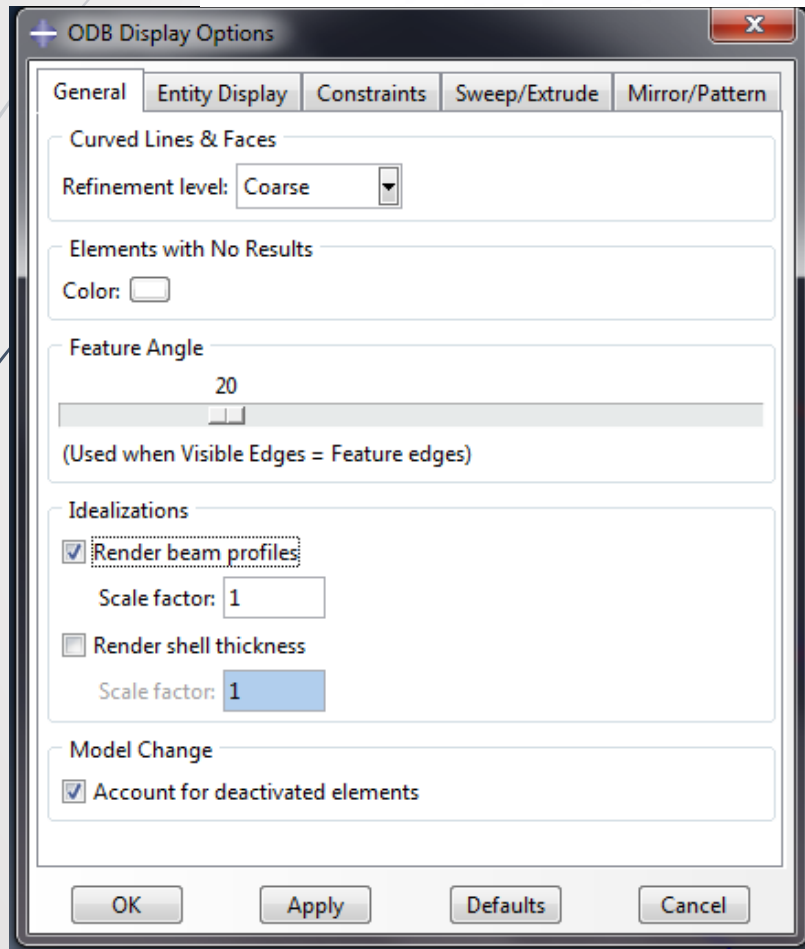 ODB Display Options
General Entity Display Constraints Sweep/Extrude Mirror/Pattern
Curved Lines & Faces
Refinement level: Coarse
Elements with No Results
Color:
Feature Angle
20
(Used when Visible Edges = Feature edges)
Idealizations
Render beam profiles
Scale factor: 1
Render shell thickness
Scale factor: 1
Model Change
Account for deactivated elements
OK Apply Defaults Cancel